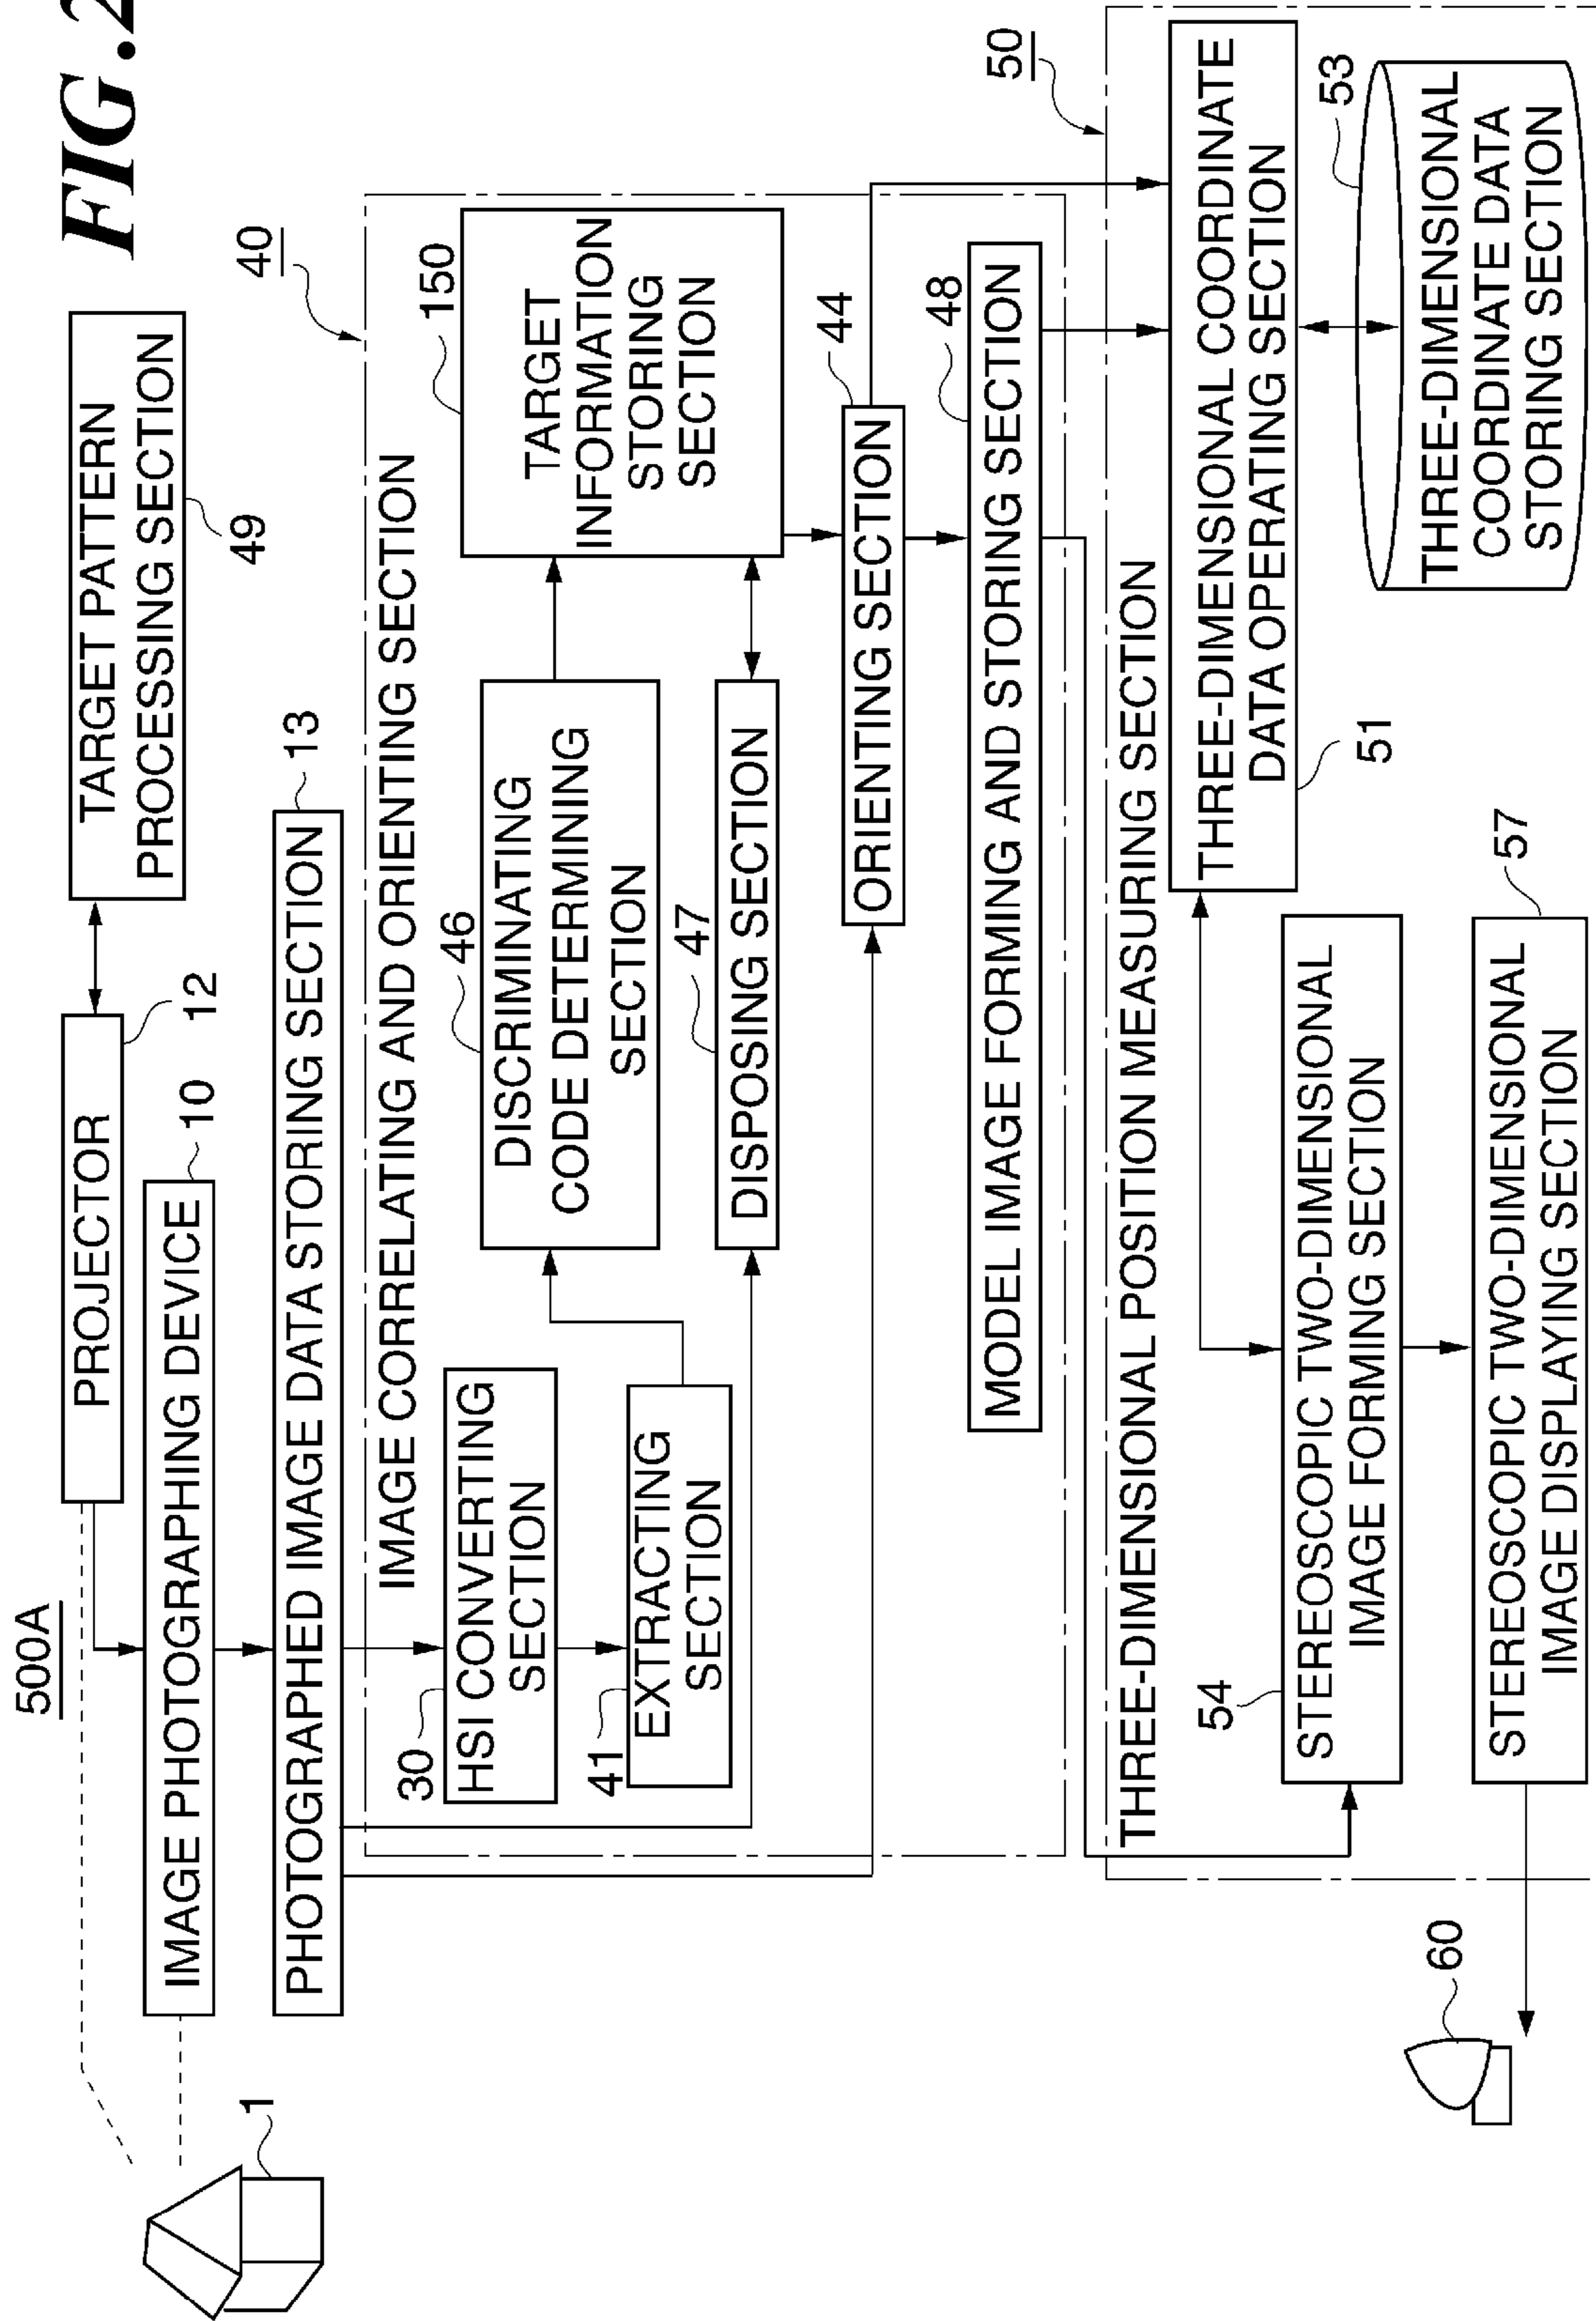 FIG.2
500A
PROJECTOR
12
TARGET PATTERN
PROCESSING SECTION
49
IMAGE PHOTOGRAPHING DEVICE
10
1
PHOTOGRAPHED IMAGE DATA STORING SECTION
13
40
IMAGE CORRELATING AND ORIENTING SECTION
30
HSI CONVERTING
SECTION
41
EXTRACTING
SECTION
46
DISCRIMINATING
CODE DETERMINING
SECTION
47
DISPOSING SECTION
150
TARGET
INFORMATION
STORING
SECTION
44
ORIENTING SECTION
48
MODEL IMAGE FORMING AND STORING SECTION
50
THREE-DIMENSIONAL POSITION MEASURING SECTION
THREE-DIMENSIONAL COORDINATE
DATA OPERATING SECTION
51
53
THREE-DIMENSIONAL
COORDINATE DATA
STORING SECTION
54
STEREOSCOPIC TWO-DIMENSIONAL
IMAGE FORMING SECTION
57
STEREOSCOPIC TWO-DIMENSIONAL
IMAGE DISPLAYING SECTION
60